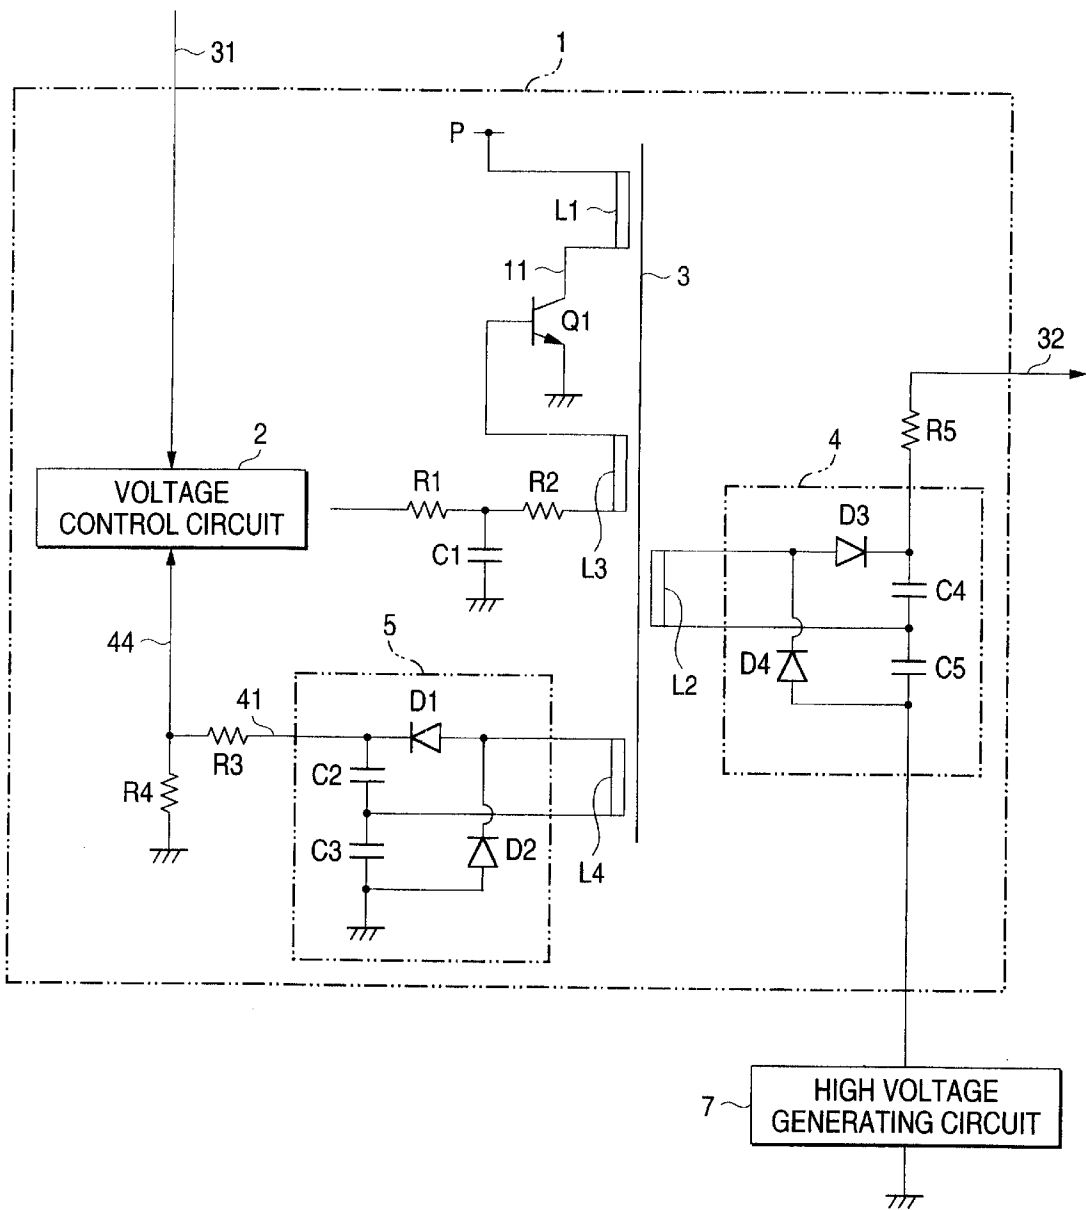 31
1
P
L1
11
3
Q1
32
R5
2
4
VOLTAGE
CONTROL CIRCUIT
R1
R2
D3
C1
L3
C4
44
5
D4
C5
L2
41
D1
R3
C2
R4
C3
D2
L4
7
HIGH VOLTAGE
GENERATING CIRCUIT